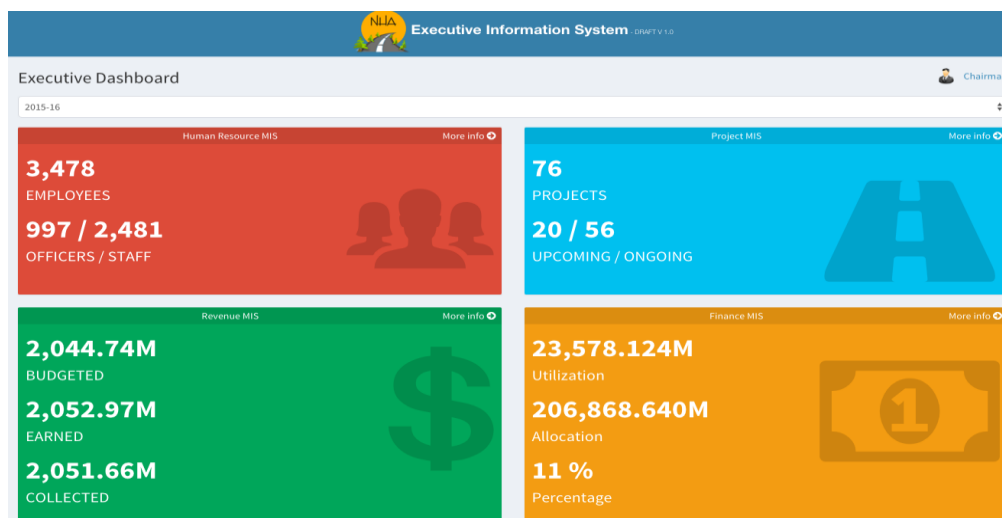 NHA
Executive Information System - DRAFT V 1.0
Executive Dashboard
Chairma
2015-16
Human Resource MIS More info
3,478
EMPLOYEES
997 / 2,481
OFFICERS / STAFF
Project MIS More info
76
PROJECTS
20 / 56
UPCOMING / ONGOING
Revenue MIS More info
2,044.74M
BUDGETED
2,052.97M
EARNED
2,051.66M
COLLECTED
Finance MIS More info
23,578.124M
Utilization
206,868.640M
Allocation
11 %
Percentage
1